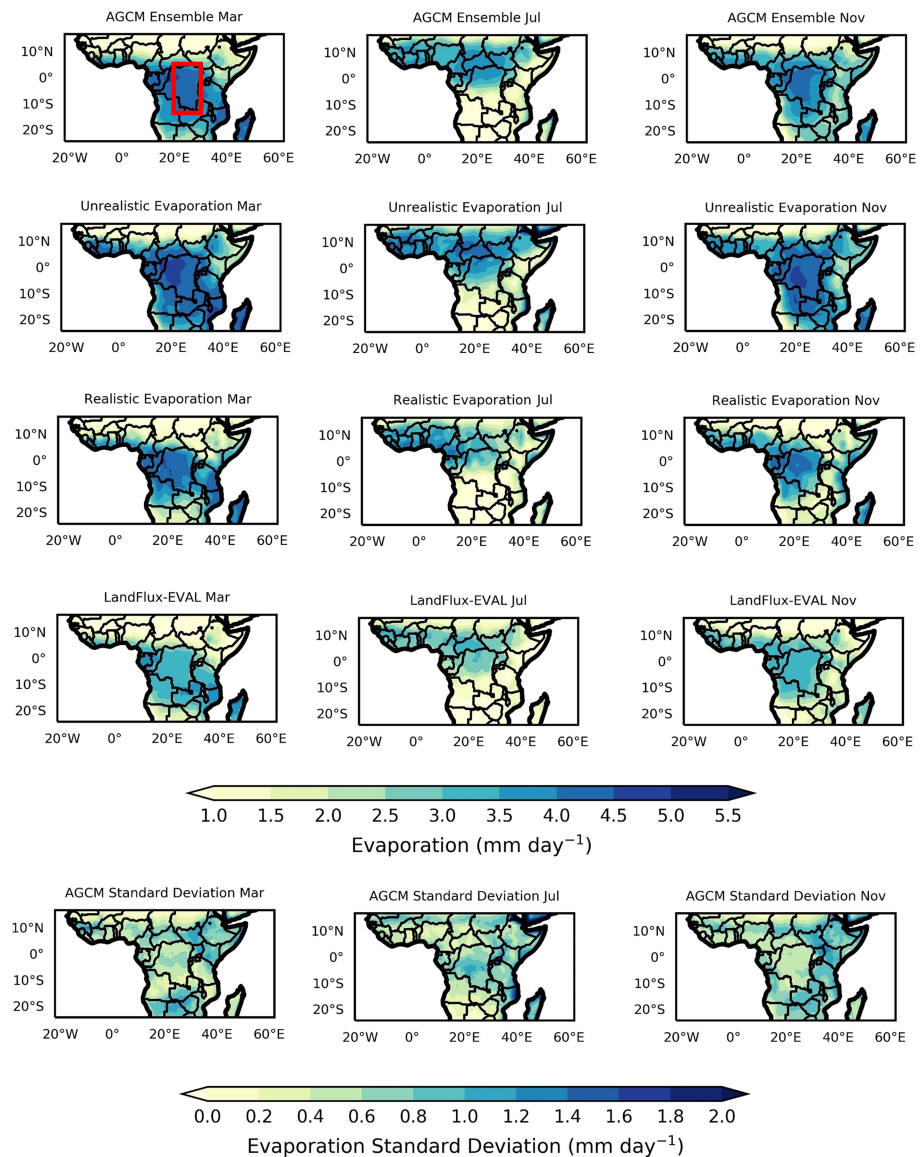 AGCM Ensemble Mar AGCM Ensemble Jul AGCM Ensemble Nov
10°N 10°N 10°N
0° 0° 0°
10°S 10°S 10°S
20°S 20°S 20°S
20°W 0° 20°E 40°E 60°E 20°W 0° 20°E 40°E 60°E 20°W 0° 20°E 40°E 60°E
Unrealistic Evaporation Mar Unrealistic Evaporation Jul Unrealistic Evaporation Nov
10°N 10°N 10°N
0° 0° 0°
10°S 10°S 10°S
20°S 20°S 20°S
20°W 0° 20°E 40°E 60°E 20°W 0° 20°E 40°E 60°E 20°W 0° 20°E 40°E 60°E
Realistic Evaporation Mar Realistic Evaporation Jul Realistic Evaporation Nov
10°N 10°N 10°N
0° 0° 0°
10°S 10°S 10°S
20°S 20°S 20°S
20°W 0° 20°E 40°E 60°E 20°W 0° 20°E 40°E 60°E 20°W 0° 20°E 40°E 60°E
LandFlux-EVAL Mar LandFlux-EVAL Jul LandFlux-EVAL Nov
10°N 10°N 10°N
0° 0° 0°
10°S 10°S 10°S
20°S 20°S 20°S
20°W 0° 20°E 40°E 60°E 20°W 0° 20°E 40°E 60°E 20°W 0° 20°E 40°E 60°E
1.0 1.5 2.0 2.5 3.0 3.5 4.0 4.5 5.0 5.5
Evaporation (mm day⁻¹)
AGCM Standard Deviation Mar AGCM Standard Deviation Jul AGCM Standard Deviation Nov
10°N 10°N 10°N
0° 0° 0°
10°S 10°S 10°S
20°S 20°S 20°S
20°W 0° 20°E 40°E 60°E 20°W 0° 20°E 40°E 60°E 20°W 0° 20°E 40°E 60°E
0.0 0.2 0.4 0.6 0.8 1.0 1.2 1.4 1.6 1.8 2.0
Evaporation Standard Deviation (mm day⁻¹)